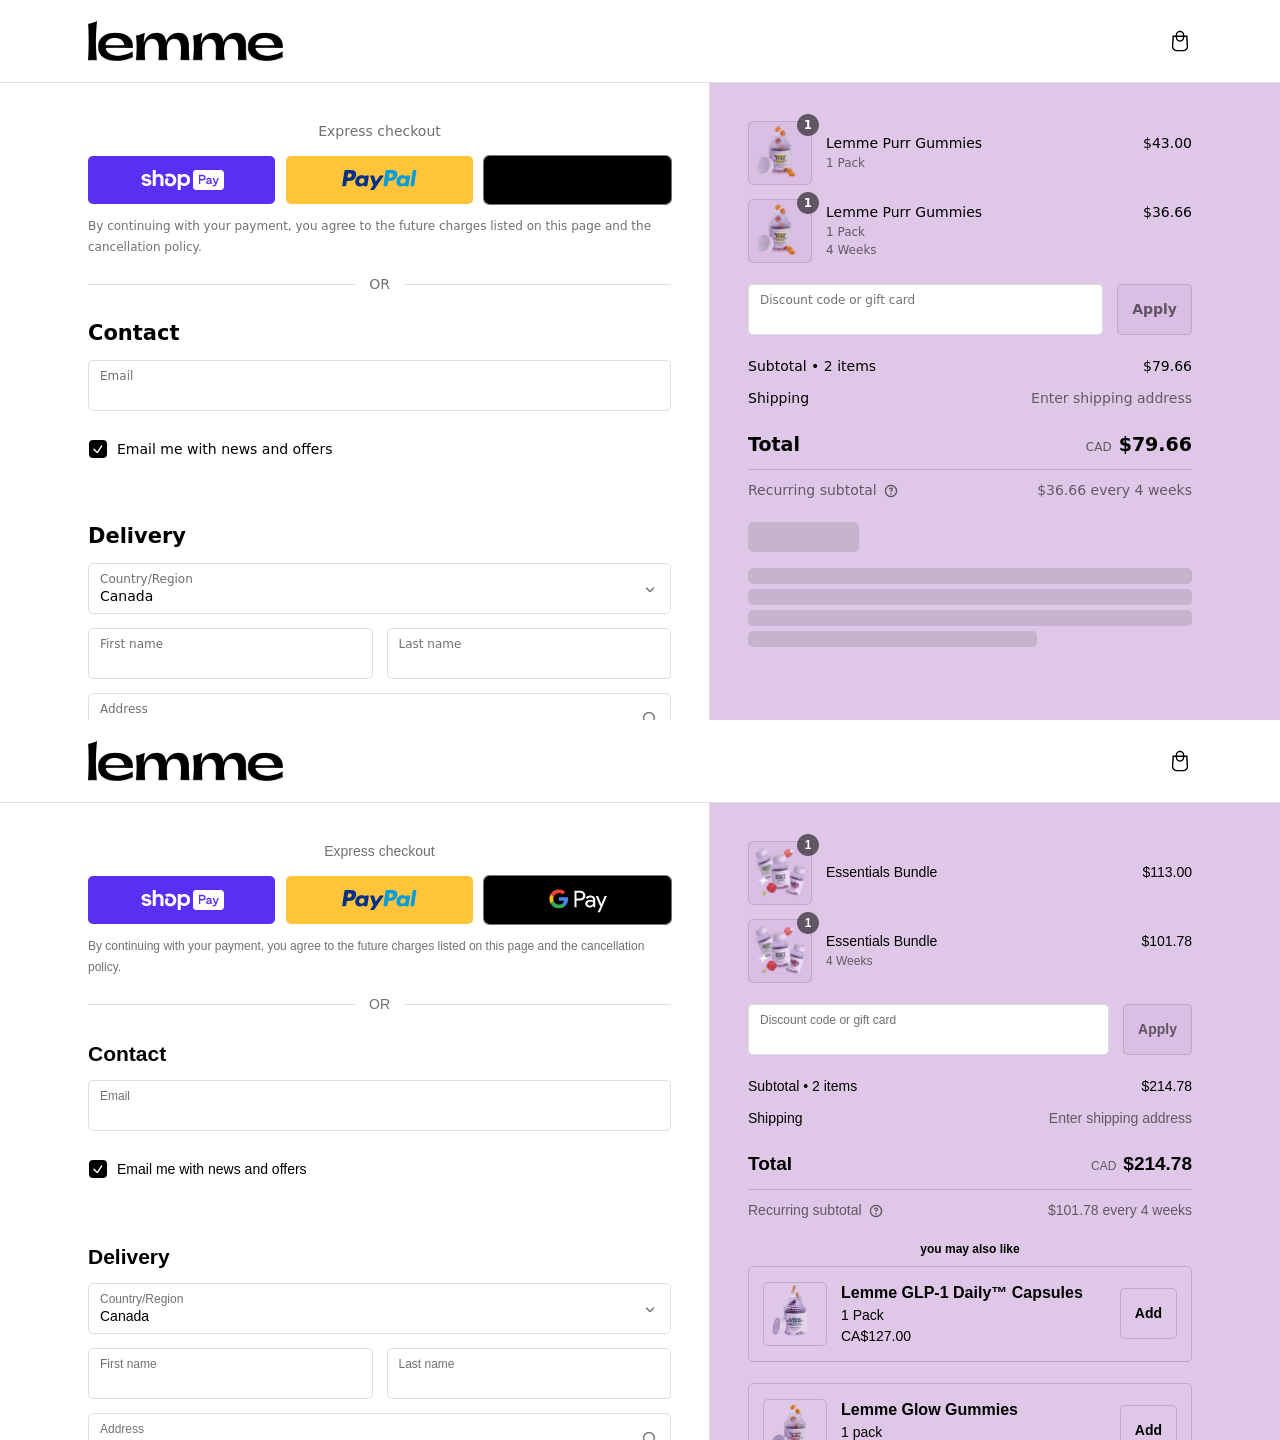 lemme
Express checkout
shop Pay
PayPal
By continuing with your payment, you agree to the future charges listed on this page and the
cancellation policy.
OR
Contact
Email
Email me with news and offers
Delivery
Country/Region
Canada
First name
Last name
Address
1
Lemme Purr Gummies
$43.00
1 Pack
1
Lemme Purr Gummies
$36.66
1 Pack
4 Weeks
Discount code or gift card
Apply
Subtotal • 2 items
$79.66
Shipping
Enter shipping address
Total
CAD $79.66
Recurring subtotal
$36.66 every 4 weeks
lemme
Express checkout
shop Pay
PayPal
G Pay
By continuing with your payment, you agree to the future charges listed on this page and the cancellation
policy.
OR
Contact
Email
Email me with news and offers
Delivery
Country/Region
Canada
First name
Last name
Address
1
Essentials Bundle
$113.00
1
Essentials Bundle
$101.78
4 Weeks
Discount code or gift card
Apply
Subtotal • 2 items
$214.78
Shipping
Enter shipping address
Total
CAD $214.78
Recurring subtotal
$101.78 every 4 weeks
you may also like
Lemme GLP-1 Daily™ Capsules
1 Pack
CA$127.00
Add
Lemme Glow Gummies
1 pack
Add